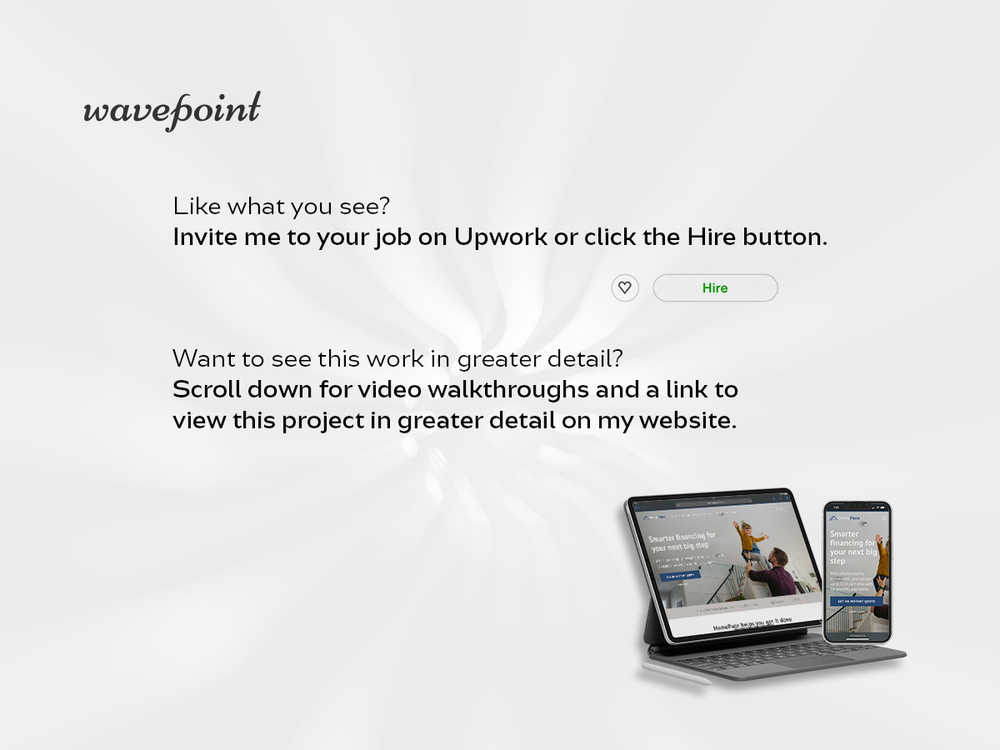 wavepoint
Like what you see?
Invite me to your job on Upwork or click the Hire button.
Hire
Want to see this work in greater detail?
Scroll down for video walkthroughs and a link to
view this project in greater detail on my website.
Smarter financing for
your next big step
HomePace helps you get it done
Smarter
financing for
your next big
step
GET AN INSTANT QUOTE